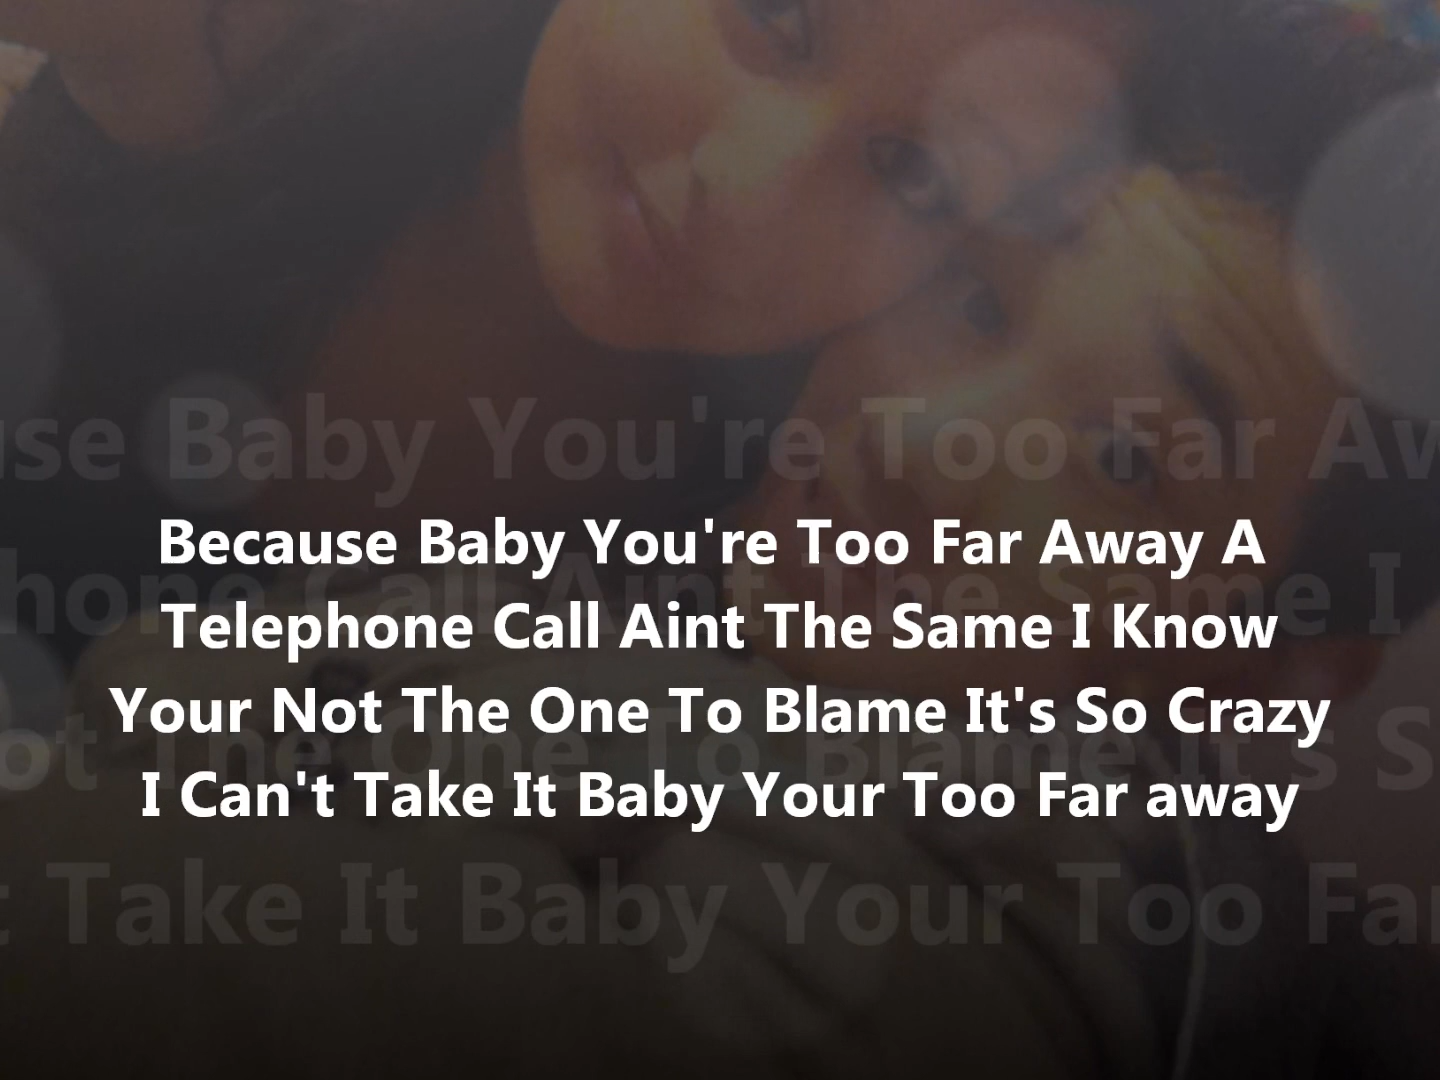 Because Baby You're Too Far Away A
Telephone Call Aint The Same I Know
Your Not The One To Blame It's So Crazy
I Can't Take It Baby Your Too Far away